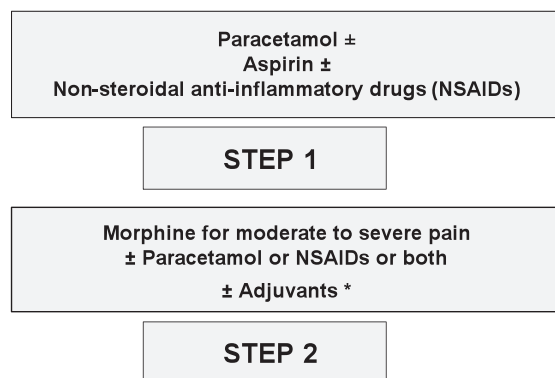 Paracetamol ±
Aspirin ±
Non-steroidal anti-inflammatory drugs (NSAIDs)
STEP 1
Morphine for moderate to severe pain
± Paracetamol or NSAIDs or both
± Adjuvants *
STEP 2